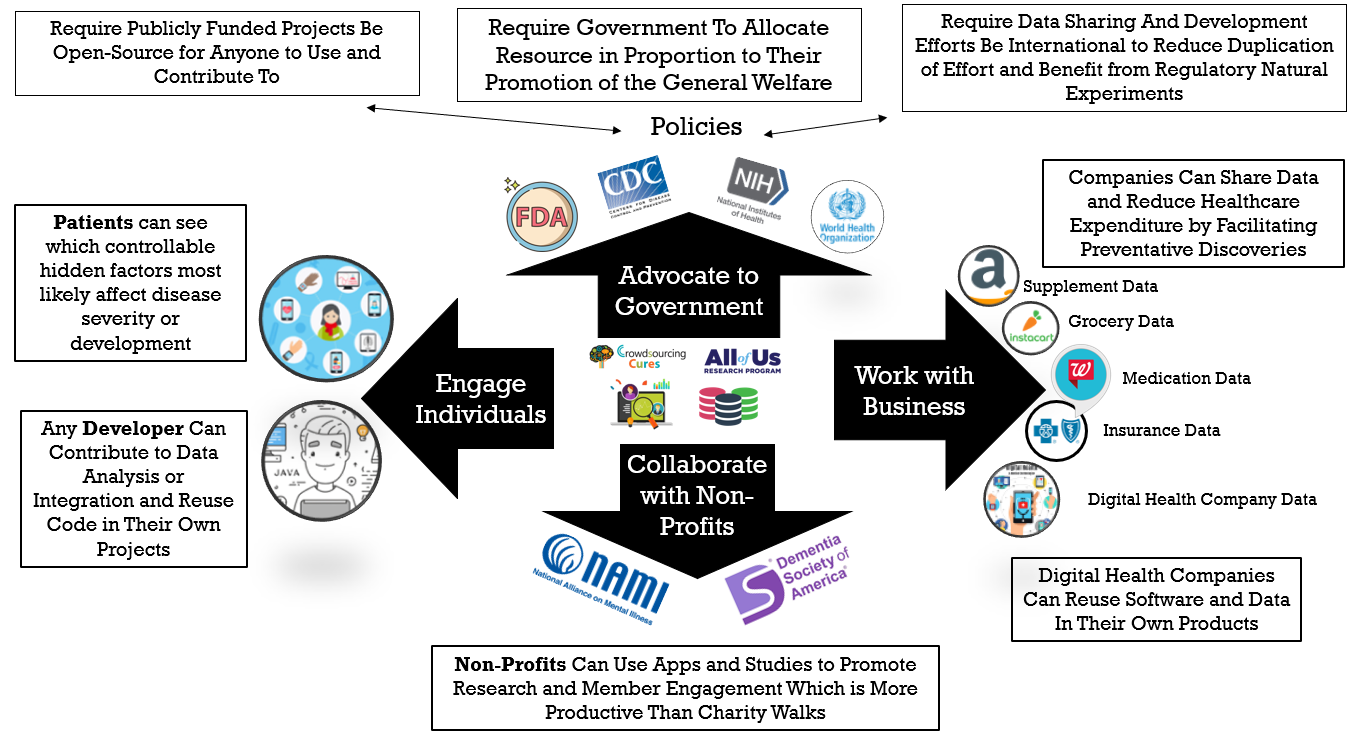 Require Publicly Funded Projects Be
Open-Source for Anyone to Use and
Contribute To
Require Government To Allocate
Resource in Proportion to Their
Promotion of the General Welfare
Require Data Sharing And Development
Efforts Be International to Reduce Duplication
of Effort and Benefit from Regulatory Natural
Experiments
Policies
FDA
CDC
CENTERS FOR DISEASE
CONTROL AND PREVENTION
NIH
National Institutes
of Health
World Health
Organization
Companies Can Share Data
and Reduce Healthcare
Expenditure by Facilitating
Preventative Discoveries
Patients can see
which controllable
hidden factors most
likely affect disease
severity or
development
Advocate to
Government
a
Supplement Data
instacart
Grocery Data
Crowdsourcing
Cures
All of Us
RESEARCH PROGRAM
Engage
Individuals
Work with
Business
W
Medication Data
Insurance Data
Any Developer Can
Contribute to Data
Analysis or
Integration and Reuse
Code in Their Own
Projects
JAVA
Collaborate
with Non-
Profits
Digital Health
Digital Health Company Data
NAMI
National Alliance on Mental Illness
Dementia
Society of
America
Digital Health Companies
Can Reuse Software and Data
In Their Own Products
Non-Profits Can Use Apps and Studies to Promote
Research and Member Engagement Which is More
Productive Than Charity Walks